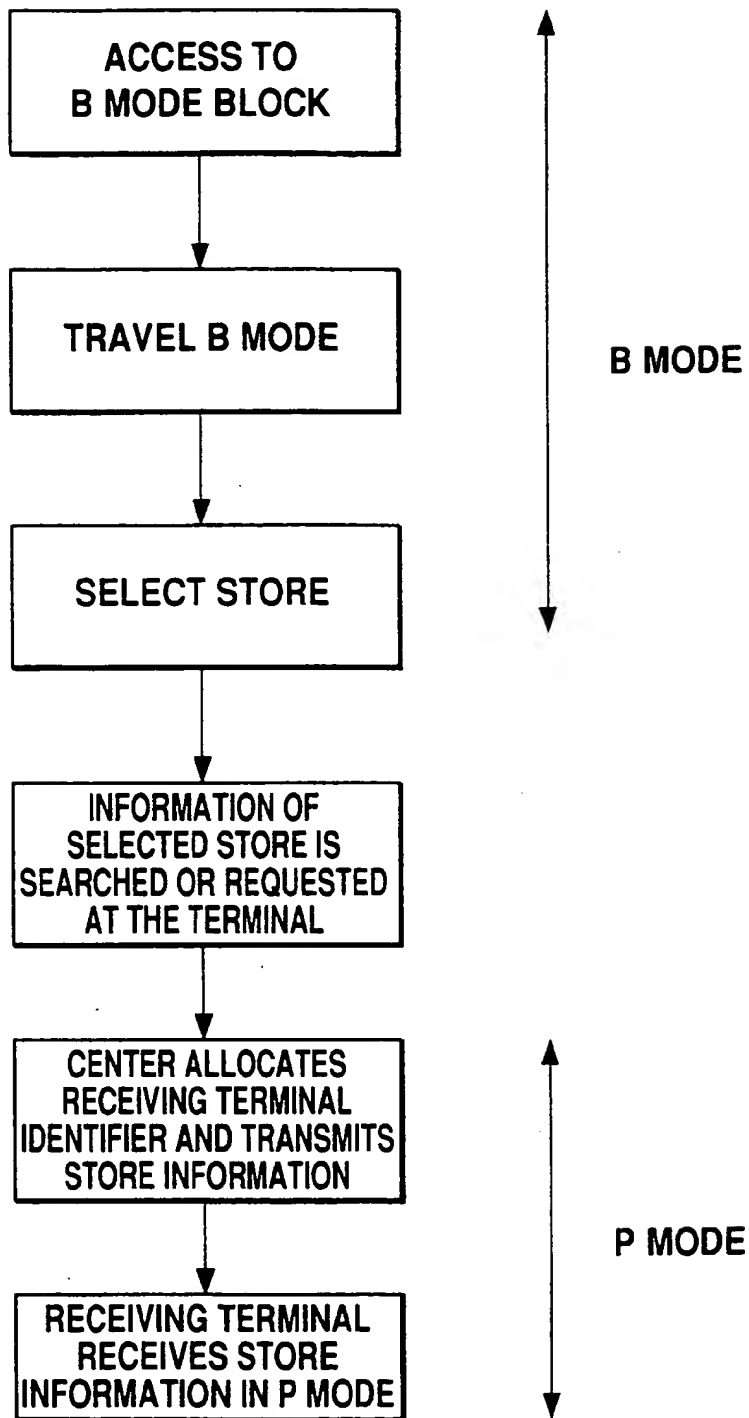 ACCESS TO
B MODE BLOCK
TRAVEL B MODE
B MODE
SELECT STORE
INFORMATION OF
SELECTED STORE IS
SEARCHED OR REQUESTED
AT THE TERMINAL
CENTER ALLOCATES
RECEIVING TERMINAL
IDENTIFIER AND TRANSMITS
STORE INFORMATION
P MODE
RECEIVING TERMINAL
RECEIVES STORE
INFORMATION IN P MODE